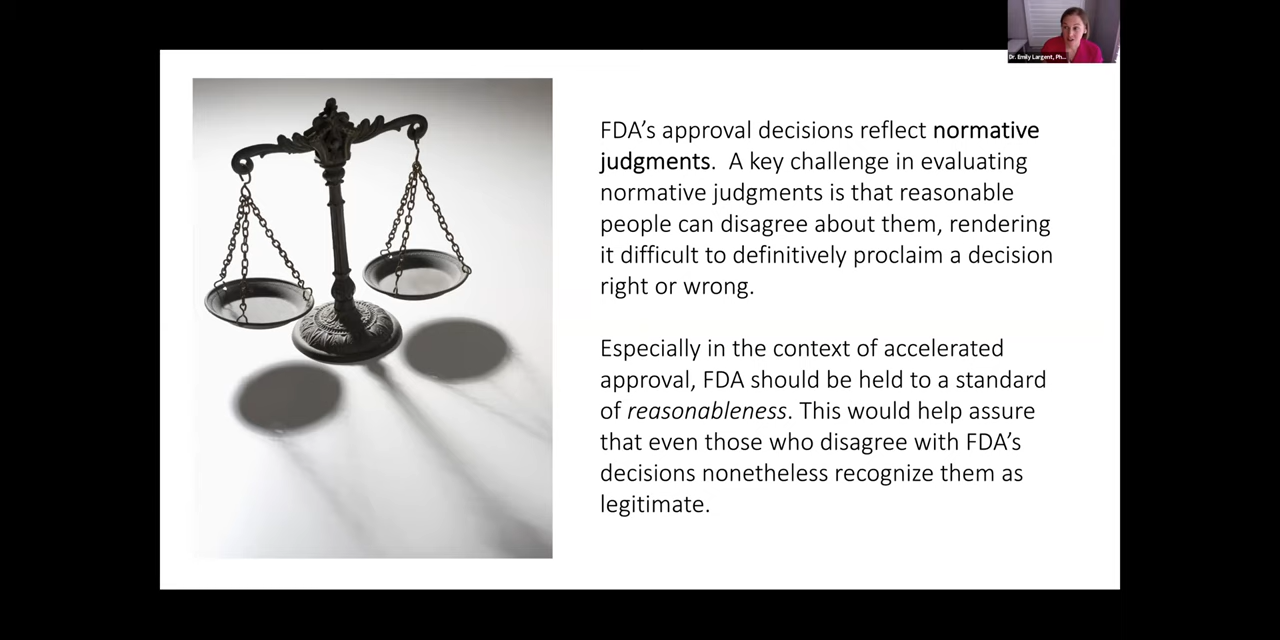 Dr. Emily Largent, Ph...
FDA’s approval decisions reflect normative
judgments.  A key challenge in evaluating
normative judgments is that reasonable
people can disagree about them, rendering
it difficult to definitively proclaim a decision
right or wrong.
Especially in the context of accelerated
approval, FDA should be held to a standard
of reasonableness. This would help assure
that even those who disagree with FDA’s
decisions nonetheless recognize them as
legitimate.